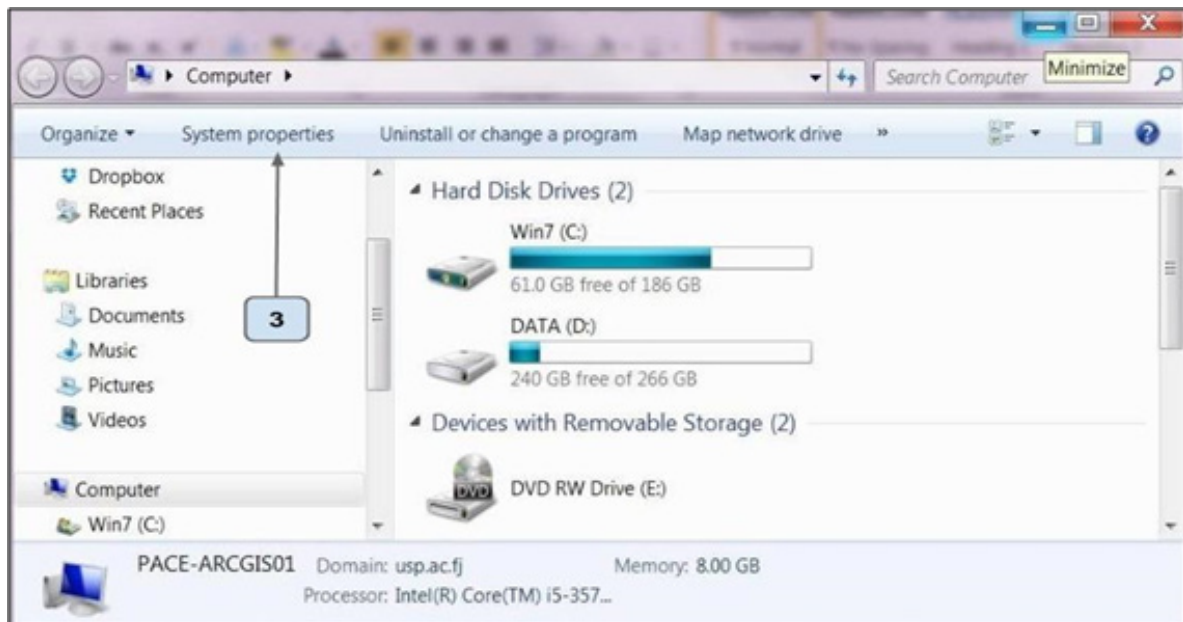 Computer
Search Computer
Minimize
Organize
System properties
Uninstall or change a program
Map network drive
»
Dropbox
Recent Places
Libraries
Documents
Music
Pictures
Videos
Computer
Win7 (C:)
3
Hard Disk Drives (2)
Win7 (C:)
61.0 GB free of 186 GB
DATA (D:)
240 GB free of 266 GB
Devices with Removable Storage (2)
DVD
DVD RW Drive (E:)
PACE-ARCGIS01 Domain: usp.ac.fj Memory: 8.00 GB
Processor: Intel(R) Core(TM) i5-357...